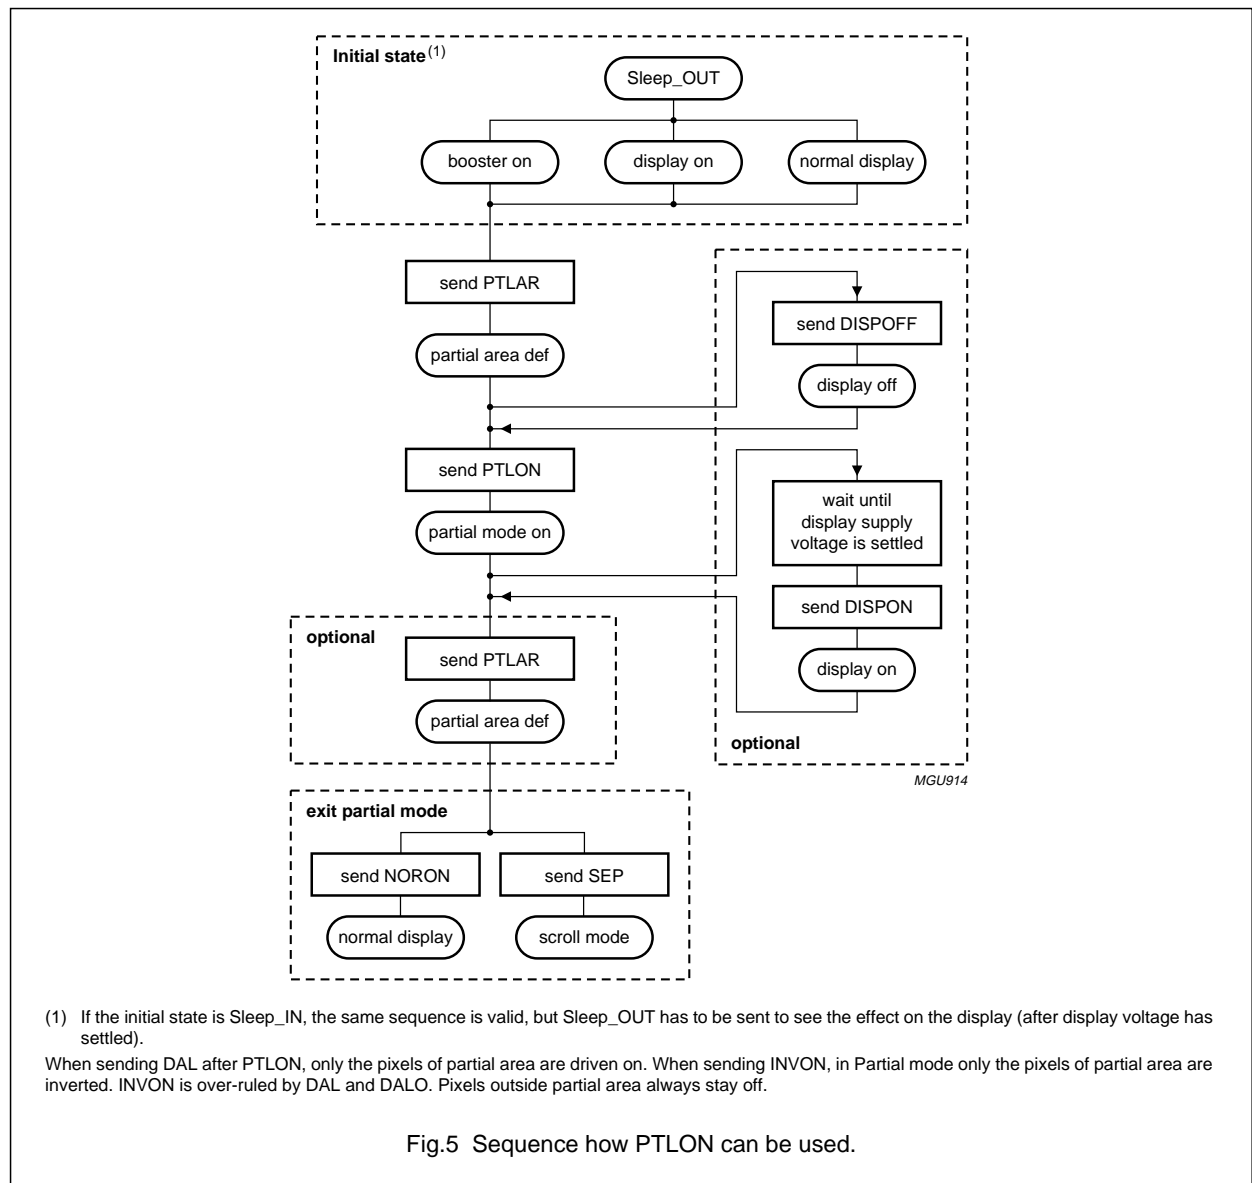 Initial state(1)
Sleep_OUT
booster on
display on
normal display
send PTLAR
partial area def
send DISPOFF
display off
send PTLON
partial mode on
wait until
display supply
voltage is settled
send DISPON
display on
optional
optional
send PTLAR
partial area def
MGU914
exit partial mode
send NORON
send SEP
normal display
scroll mode
(1) If the initial state is Sleep_IN, the same sequence is valid, but Sleep_OUT has to be sent to see the effect on the display (after display voltage has
settled).
When sending DAL after PTLON, only the pixels of partial area are driven on. When sending INVON, in Partial mode only the pixels of partial area are
inverted. INVON is over-ruled by DAL and DALO. Pixels outside partial area always stay off.
Fig.5 Sequence how PTLON can be used.